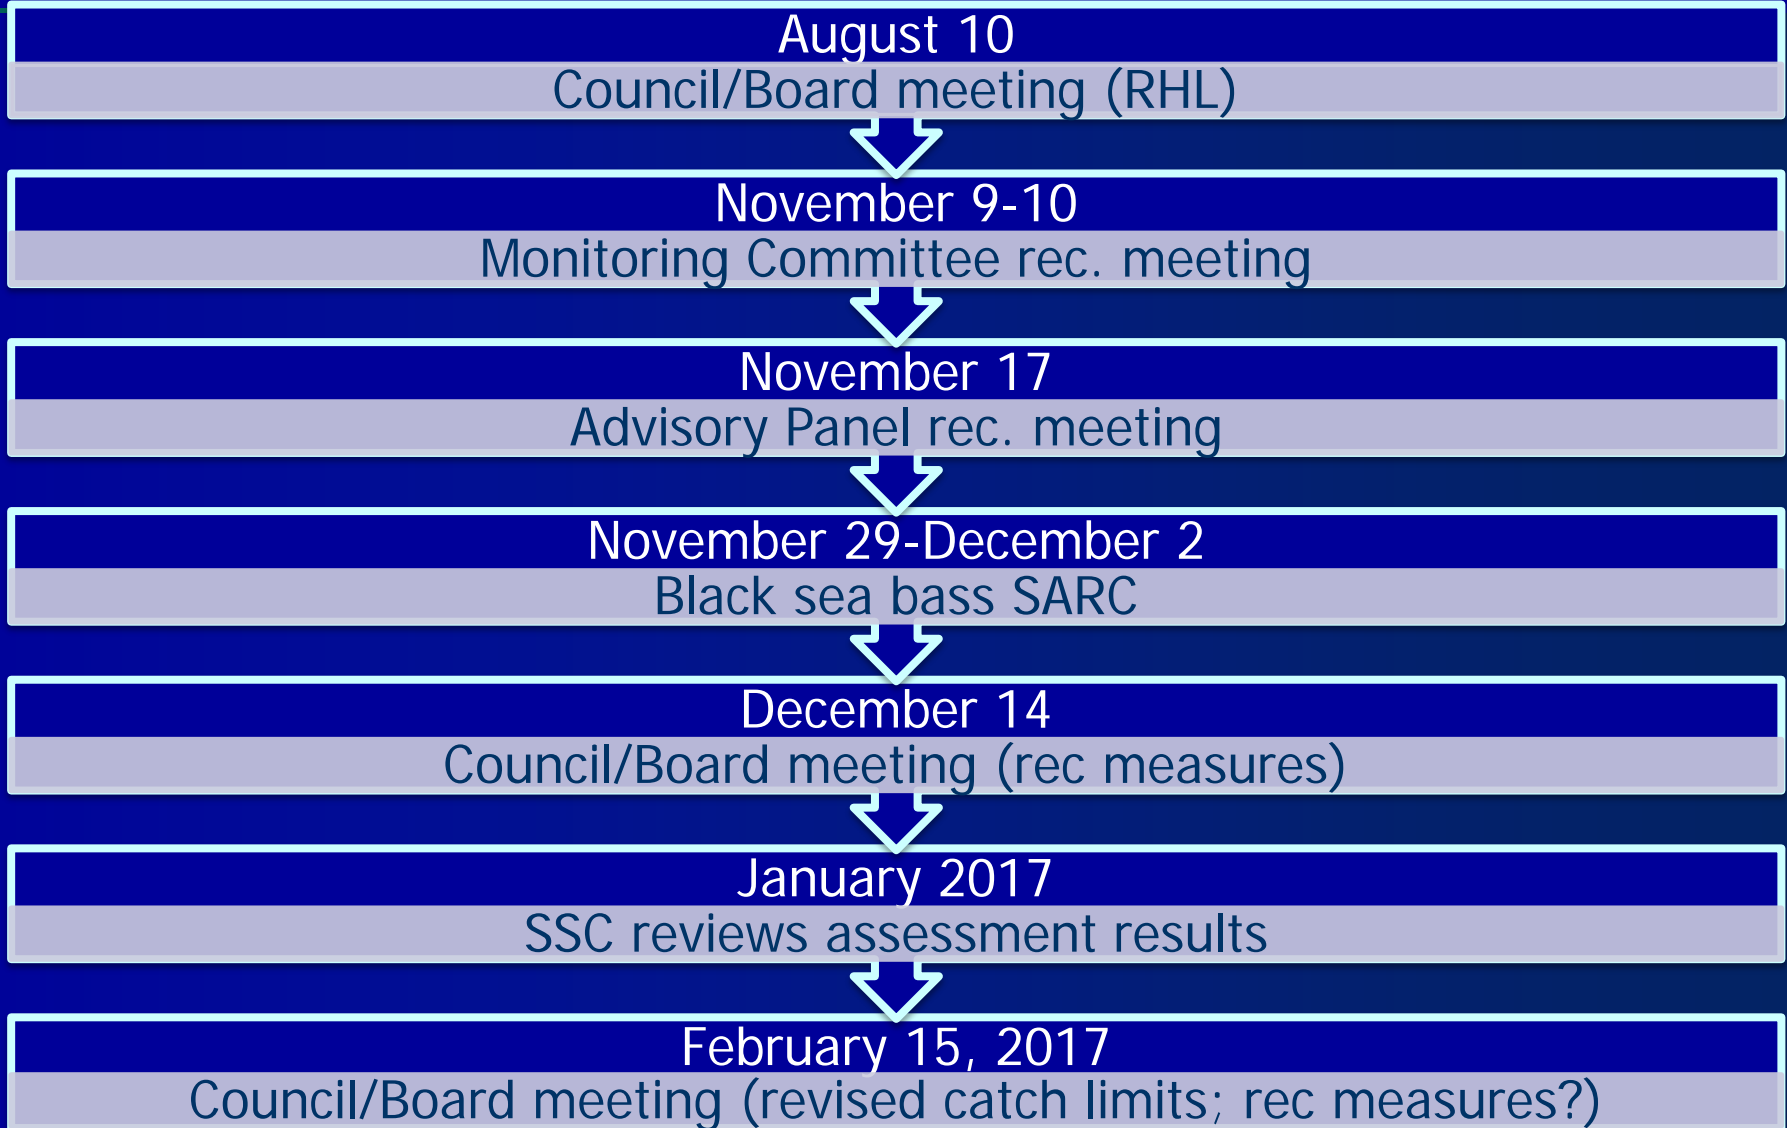 August 10
Council/Board meeting (RHL)
November 9-10
Monitoring Committee rec. meeting
November 17
Advisory Panel rec. meeting
November 29-December 2
Black sea bass SARC
December 14
Council/Board meeting (rec measures)
January 2017
SSC reviews assessment results
February 15, 2017
Council/Board meeting (revised catch limits; rec measures?)